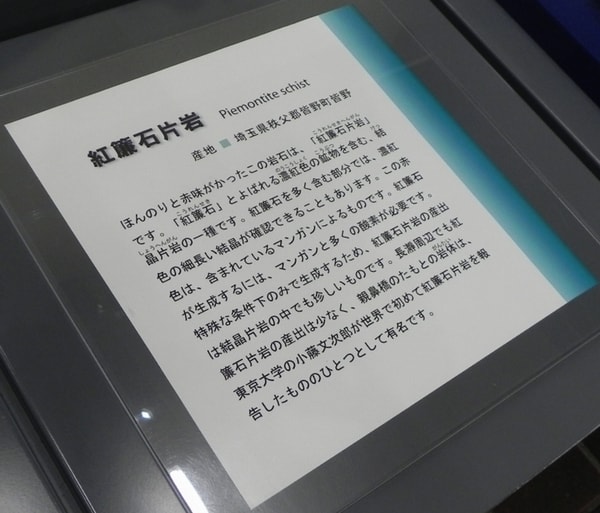 紅簾石片岩 Piemontite schist
産地 ■ 埼玉県秩父郡皆野町皆野
ほんのりと赤味がかったこの岩石は、「紅簾石片岩」
です。「紅簾石」とよばれる濃紅色の鉱物を含む、結
晶片岩の一種です。紅簾石を多く含む部分では、濃紅
色の細長い結晶が確認できることもあります。この赤
色は、含まれているマンガンによるものです。紅簾石
が生成するには、マンガンと多くの酸素が必要です。
特殊な条件下のみで生成するため、紅簾石片岩の産出
は結晶片岩の中でも珍しいものです。長瀞周辺でも紅
簾石片岩の産出は少なく、親鼻橋のたもとの岩体は、
東京大学の小藤文次郎が世界で初めて紅簾石片岩を報
告したもののひとつとして有名です。